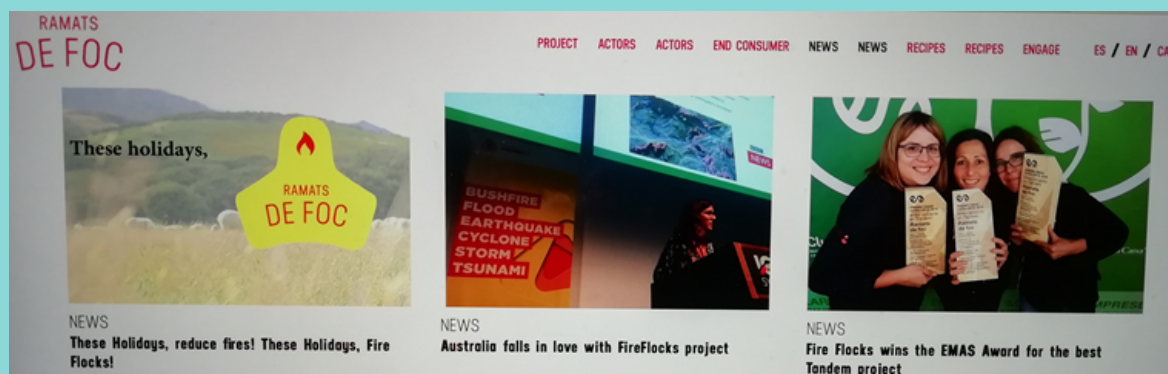 RAMATS
DE FOC
PROJECT ACTORS ACTORS END CONSUMER NEWS NEWS RECIPES RECIPES ENGAGE ES / EN / CA
These holidays,
RAMATS
DE FOC
BUSHFIRE
FLOOD
EARTHQUAKE
CYCLONE
STORM
TSUNAMI
NEWS
NEWS
These Holidays, reduce fires! These Holidays, Fire
Flocks!
NEWS
Australia falls in love with FireFlocks project
NEWS
Fire Flocks wins the EMAS Award for the best
Tandem project